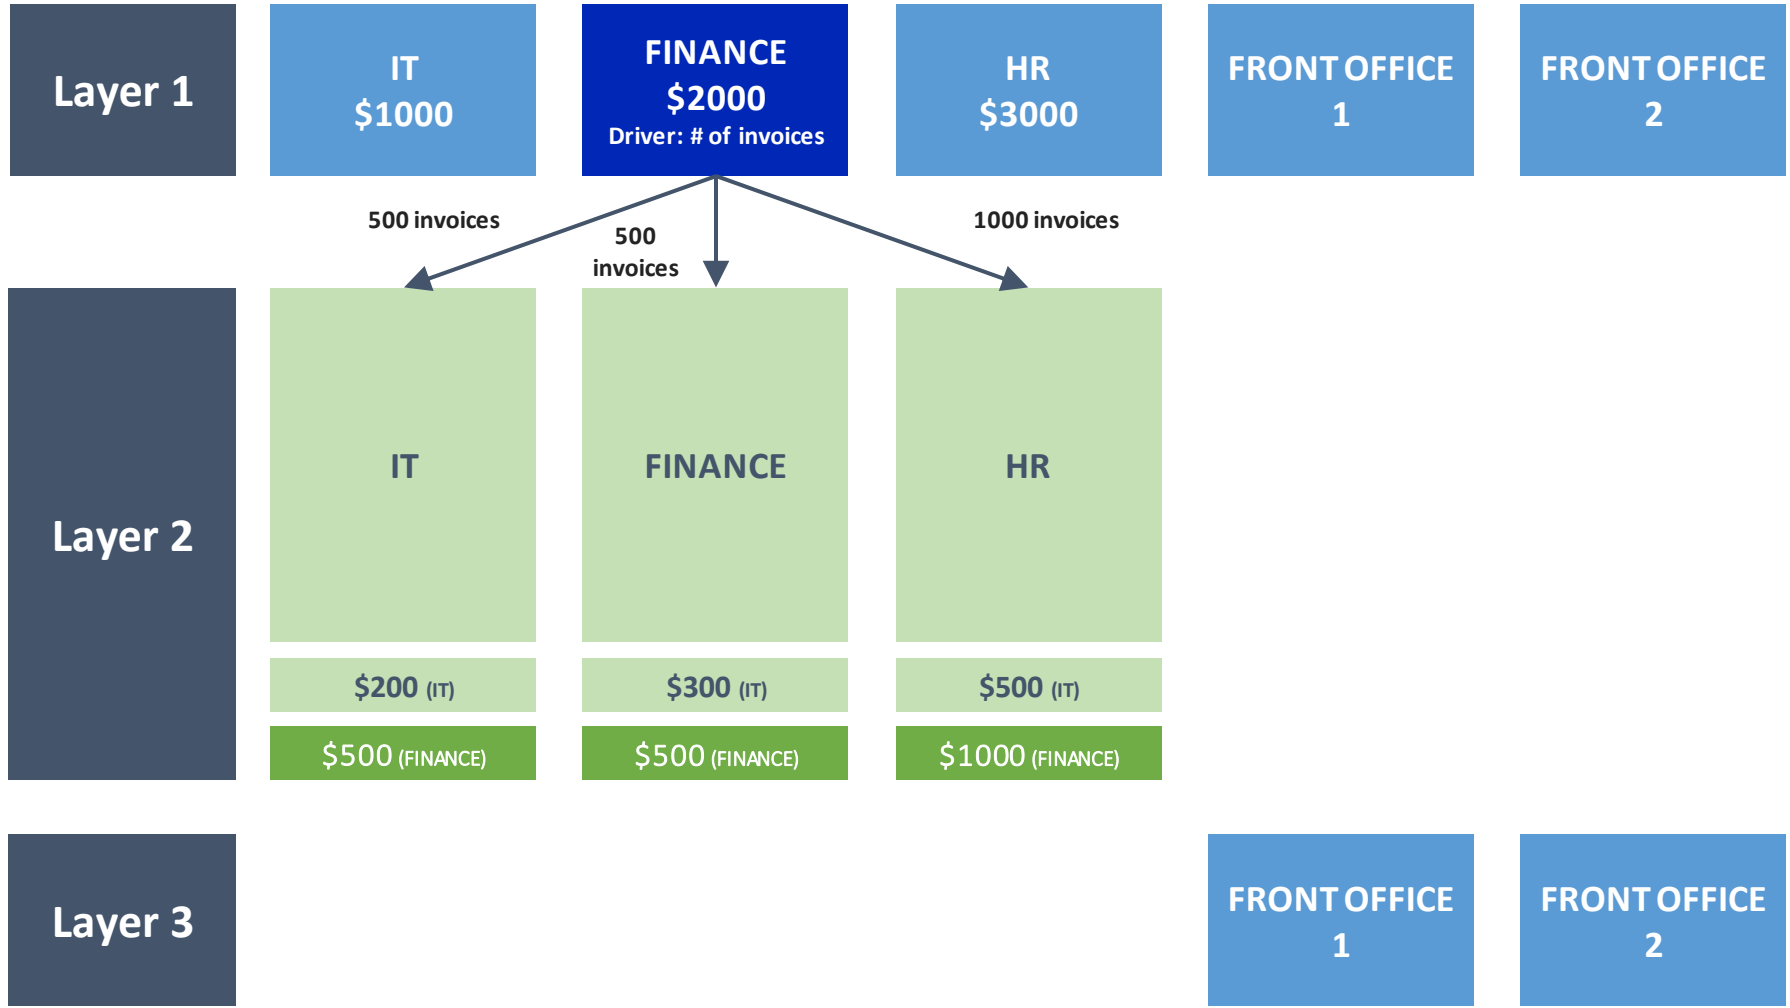 Layer 1
IT
$1000
FINANCE
$2000
Driver: # of invoices
HR
$3000
FRONT OFFICE
1
FRONT OFFICE
2
500 invoices
500
invoices
1000 invoices
Layer 2
IT
FINANCE
HR
$200 (IT)
$300 (IT)
$500 (IT)
$500 (FINANCE)
$500 (FINANCE)
$1000 (FINANCE)
Layer 3
FRONT OFFICE
1
FRONT OFFICE
2